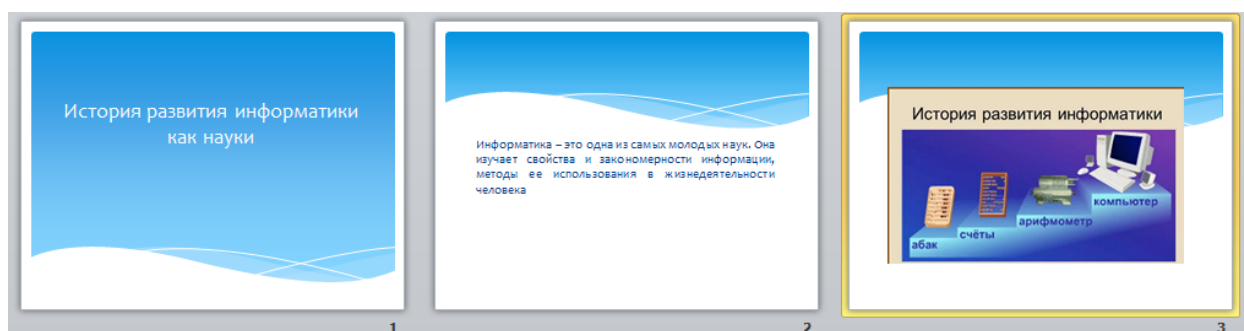 История развития информатики
как науки
Информатика – это одна из самых молодых наук. Она
изучает свойства и закономерности информации,
методы ее использования в жизнедеятельности
человека
История развития информатики
абак
счёты
арифмометр
компьютер
1
2
3